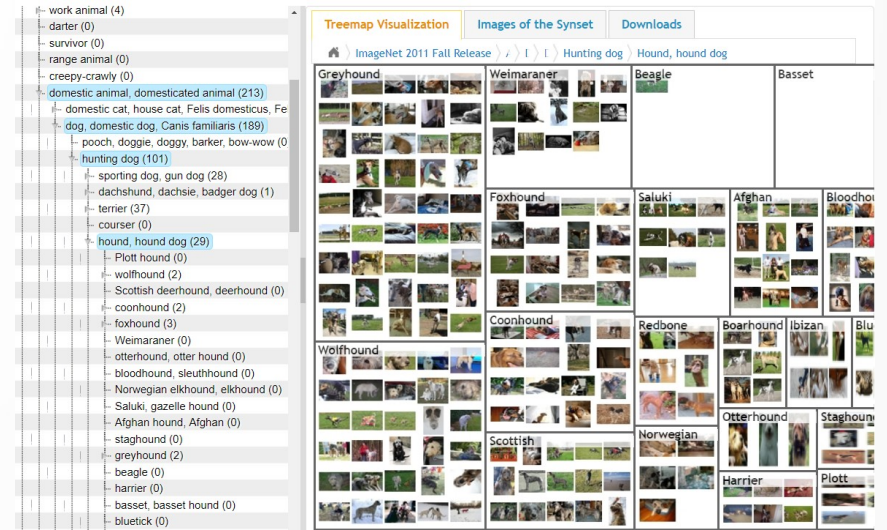 work animal (4)
darter (0)
survivor (0)
range animal (0)
creepy-crawly (0)
domestic animal, domesticated animal (213)
domestic cat, house cat, Felis domesticus, Fe
dog, domestic dog, Canis familiaris (189)
pooch, doggie, doggy, barker, bow-wow (0
hunting dog (101)
sporting dog, gun dog (28)
dachshund, dachsie, badger dog (1)
terrier (37)
courser (0)
hound, hound dog (29)
Plott hound (0)
wolfhound (2)
Scottish deerhound, deerhound (0)
coonhound (2)
foxhound (3)
Weimaraner (0)
otterhound, otter hound (0)
bloodhound, sleuthhound (0)
Norwegian elkhound, elkhound (0)
Saluki, gazelle hound (0)
Afghan hound, Afghan (0)
staghound (0)
greyhound (2)
beagle (0)
harrier (0)
basset, basset hound (0)
bluetick (0)
Treemap Visualization Images of the Synset Downloads
ImageNet 2011 Fall Release Hunting dog Hound, hound dog
Greyhound Weimaraner Beagle Basset
Foxhound Saluki Afghan Bloodhou
Coonhound Redbone Boarhound Ibizan Blu
Wolfhound
Otterhound Staghoun
Scottish Norwegian
Harrier Plott